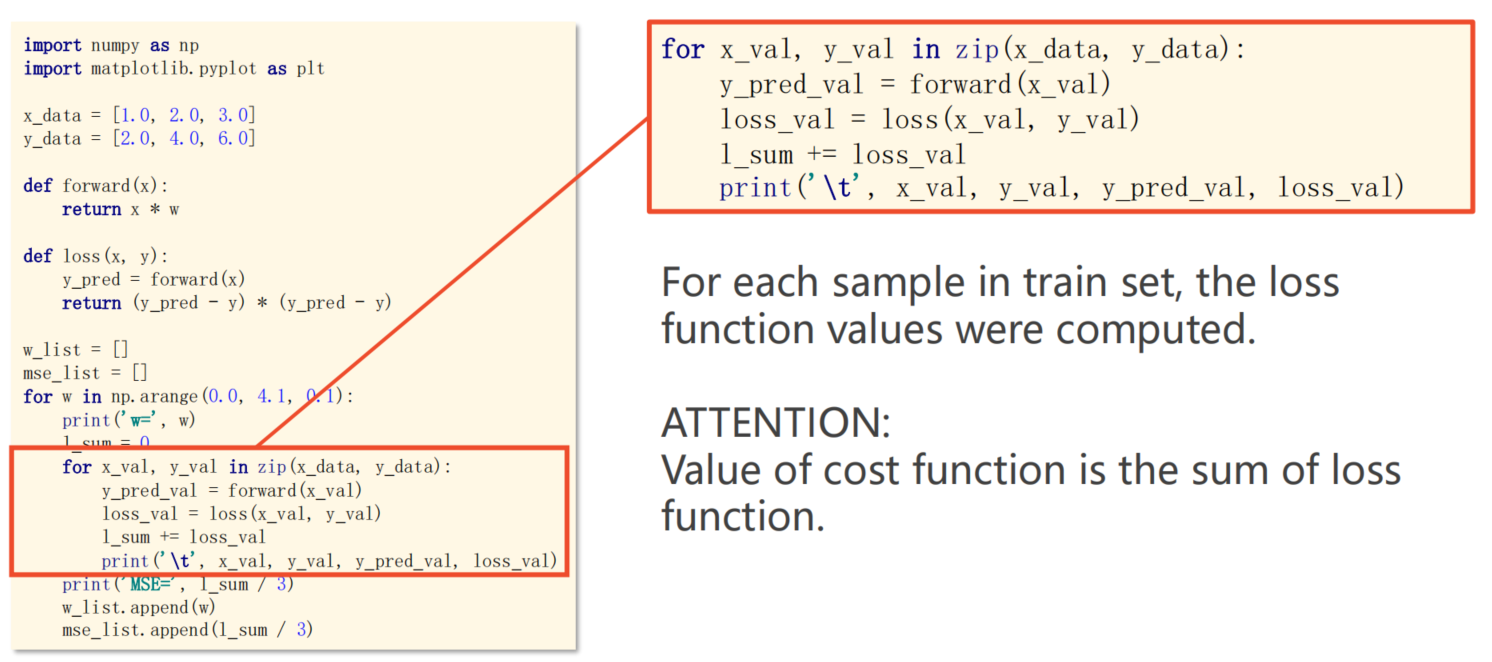 import numpy as np
import matplotlib.pyplot as plt
x_data = [1.0, 2.0, 3.0]
y_data = [2.0, 4.0, 6.0]
def forward(x):
    return x * w
def loss(x, y):
    y_pred = forward(x)
    return (y_pred - y) * (y_pred - y)
w_list = []
mse_list = []
for w in np.arange(0.0, 4.1, 0.1):
    print('w=', w)
    l_sum = 0
    for x_val, y_val in zip(x_data, y_data):
        y_pred_val = forward(x_val)
        loss_val = loss(x_val, y_val)
        l_sum += loss_val
        print('\t', x_val, y_val, y_pred_val, loss_val)
    print('MSE=', l_sum / 3)
    w_list.append(w)
    mse_list.append(l_sum / 3)
for x_val, y_val in zip(x_data, y_data):
    y_pred_val = forward(x_val)
    loss_val = loss(x_val, y_val)
    l_sum += loss_val
    print('\t', x_val, y_val, y_pred_val, loss_val)
For each sample in train set, the loss
function values were computed.
ATTENTION:
Value of cost function is the sum of loss
function.